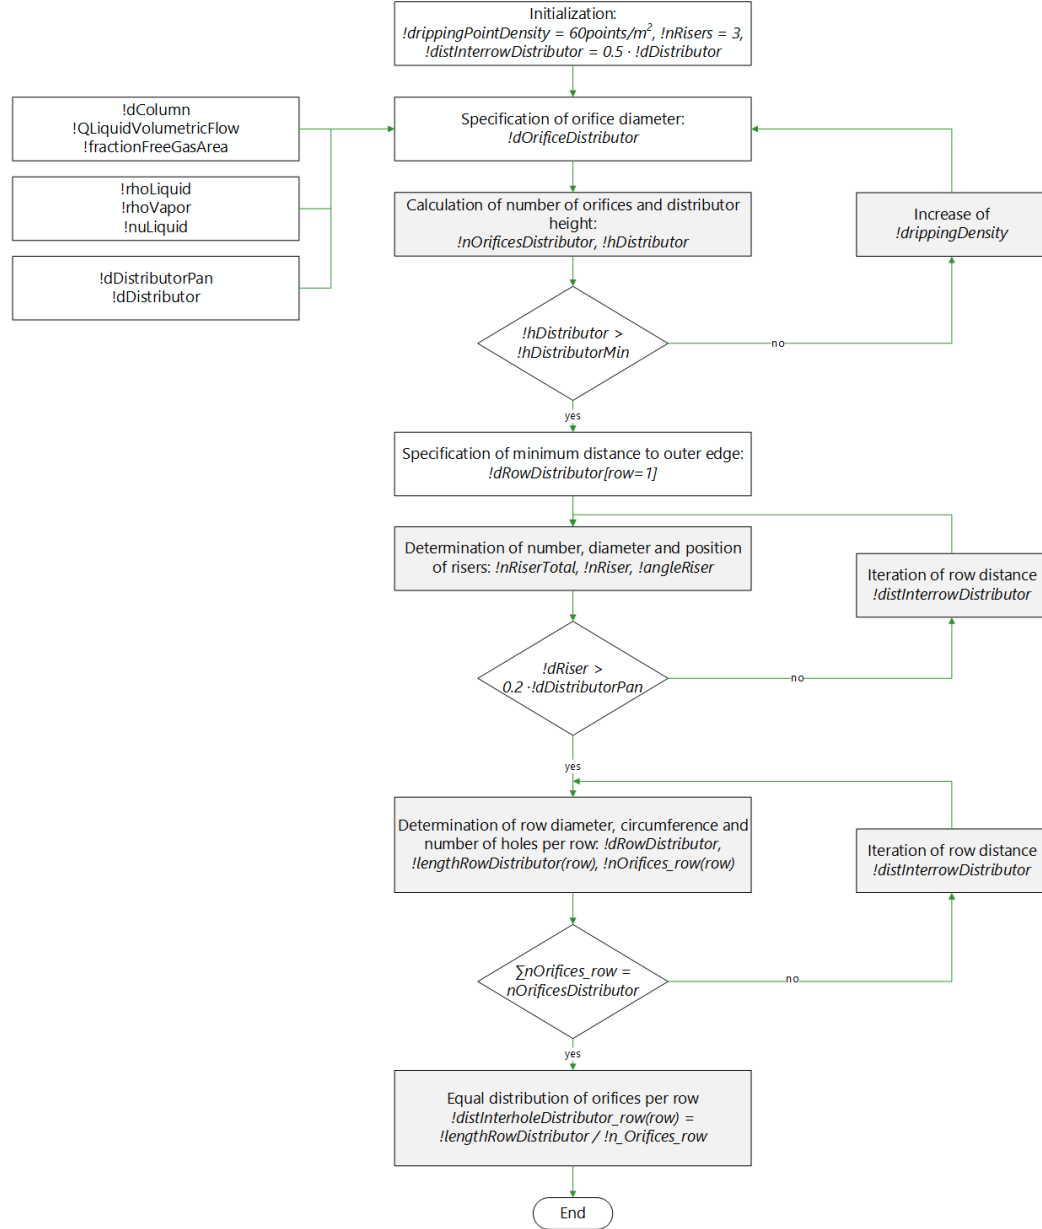 Initialization:
!drippingPointDensity = 60points/m², !nRisers = 3,
!distInterrowDistributor = 0.5 · !dDistributor
!dColumn
!QLiquidVolumetricFlow
!fractionFreeGasArea
Specification of orifice diameter:
!dOrificeDistributor
!rhoLiquid
!rhoVapor
!nuLiquid
Calculation of number of orifices and distributor
height:
!nOrificesDistributor, !hDistributor
Increase of
!drippingDensity
!dDistributorPan
!dDistributor
!hDistributor >
!hDistributorMin
no
yes
Specification of minimum distance to outer edge:
!dRowDistributor[row=1]
Determination of number, diameter and position
of risers: !nRiserTotal, !nRiser, !angleRiser
Iteration of row distance
!distInterrowDistributor
!dRiser >
0.2 ·!dDistributorPan
no
yes
Determination of row diameter, circumference and
number of holes per row: !dRowDistributor,
!lengthRowDistributor(row), !nOrifices_row(row)
Iteration of row distance
!distInterrowDistributor
∑nOrifices_row =
nOrificesDistributor
no
yes
Equal distribution of orifices per row
!distInterholeDistributor_row(row) =
!lengthRowDistributor / !n_Orifices_row
End